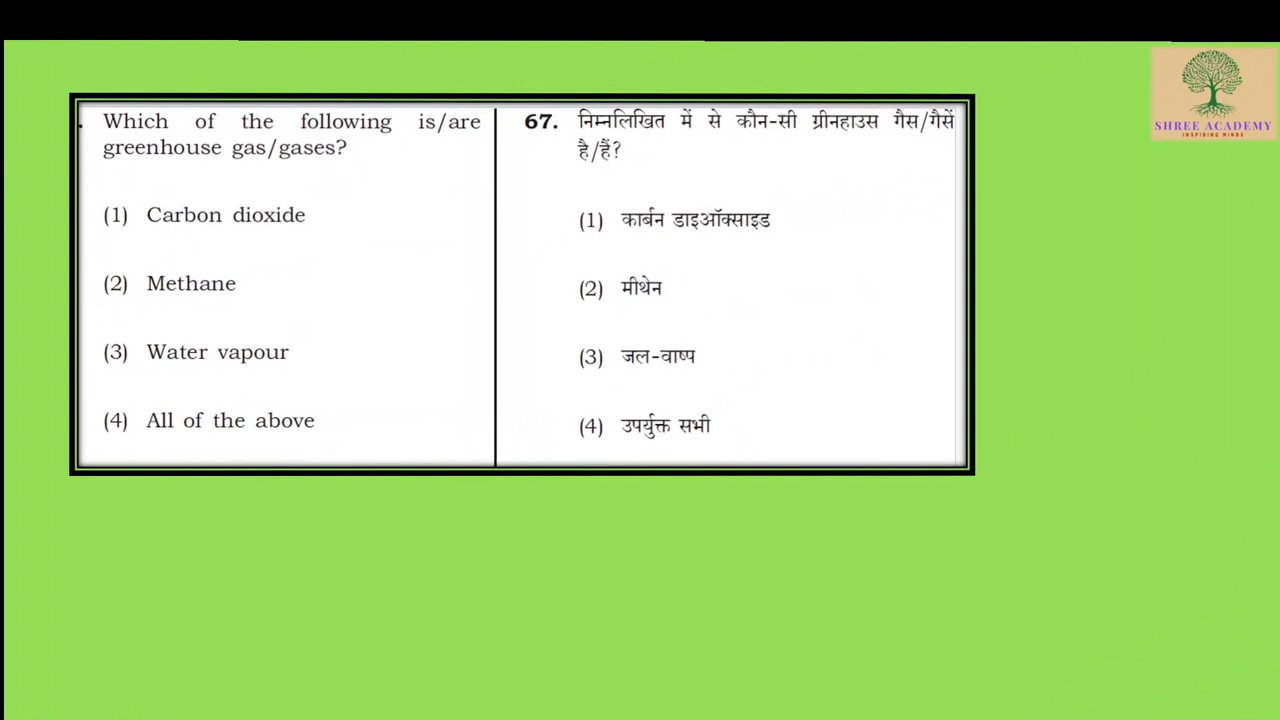 . Which of the following is/are
greenhouse gas/gases?
(1) Carbon dioxide
(2) Methane
(3) Water vapour
(4) All of the above
67. निम्नलिखित में से कौन-सी ग्रीनहाउस गैस/गैसें
है/हैं?
(1) कार्बन डाइऑक्साइड
(2) मीथेन
(3) जल-वाष्प
(4) उपर्युक्त सभी
SHREE ACADEMY
INSPIRING MINDS